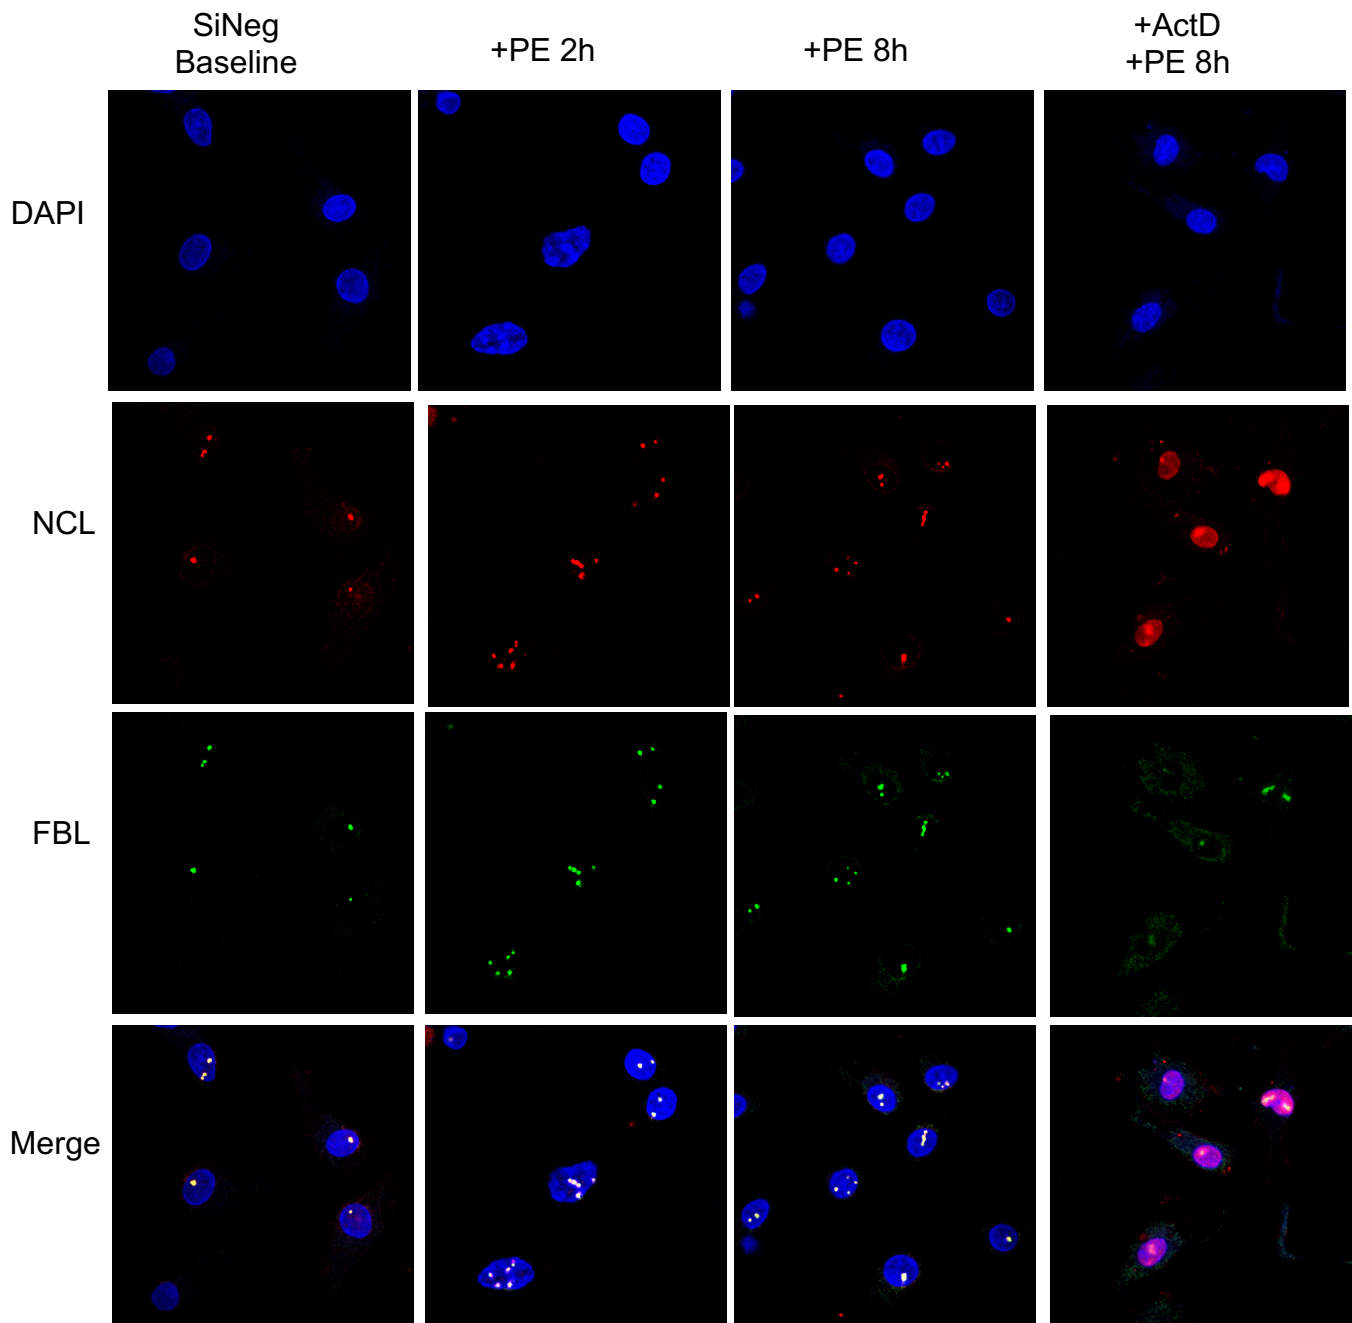 SiNeg
Baseline
+PE 2h
+PE 8h
+ActD
+PE 8h
DAPI
NCL
FBL
Merge